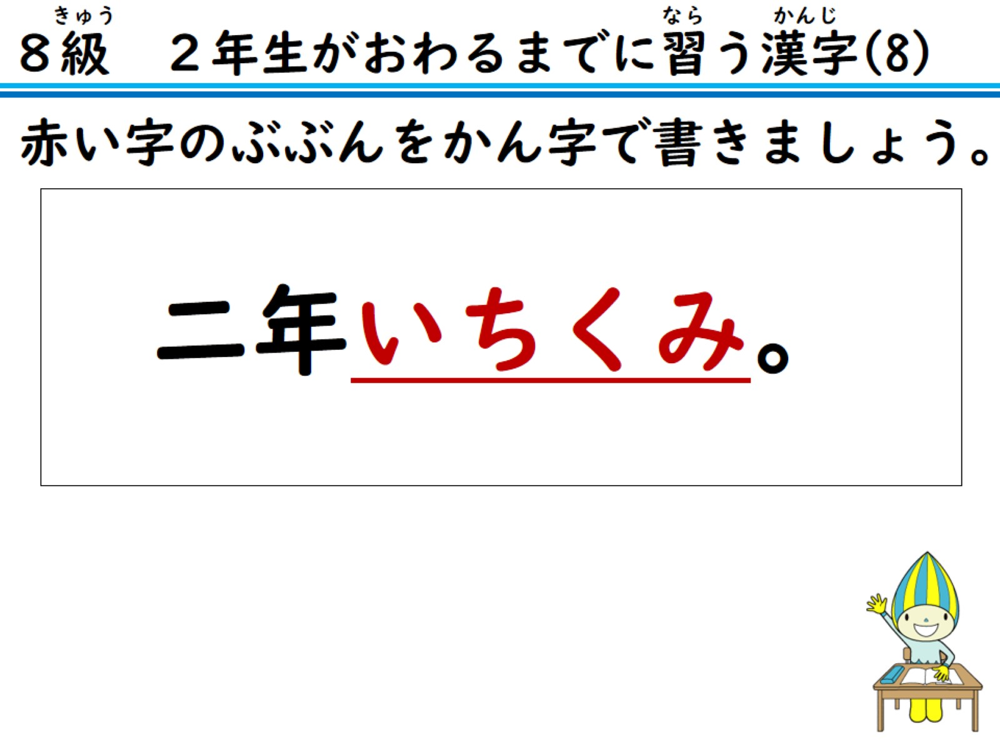 きゅう なら かんじ
８級　２年生がおわるまでに習う漢字(8)
赤い字のぶぶんをかん字で書きましょう。
二年いちくみ。